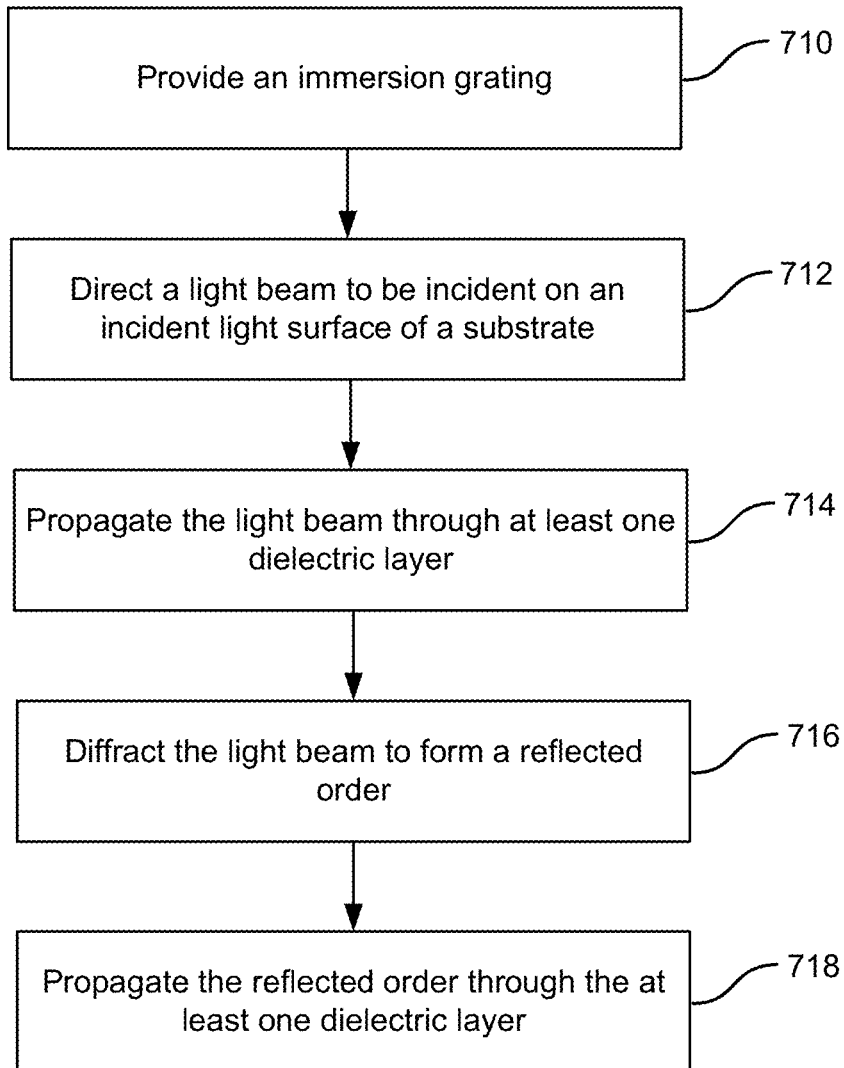 Provide an immersion grating
710
Direct a light beam to be incident on an
incident light surface of a substrate
712
Propagate the light beam through at least one
dielectric layer
714
Diffract the light beam to form a reflected
order
716
Propagate the reflected order through the at
least one dielectric layer
718